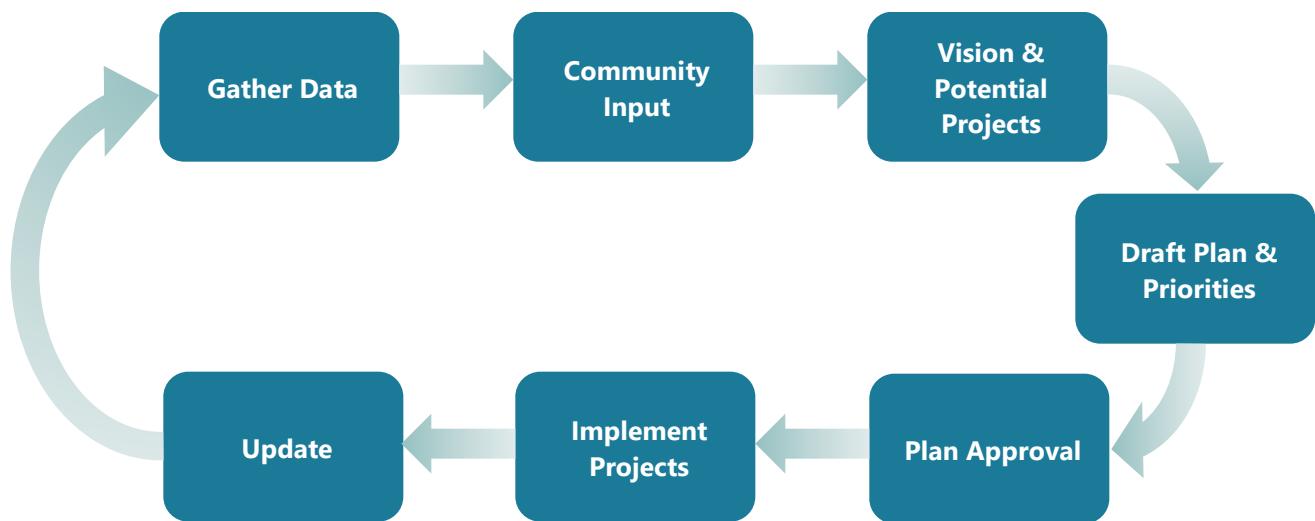 Gather Data
Community
Input
Vision &
Potential
Projects
Draft Plan &
Priorities
Plan Approval
Implement
Projects
Update